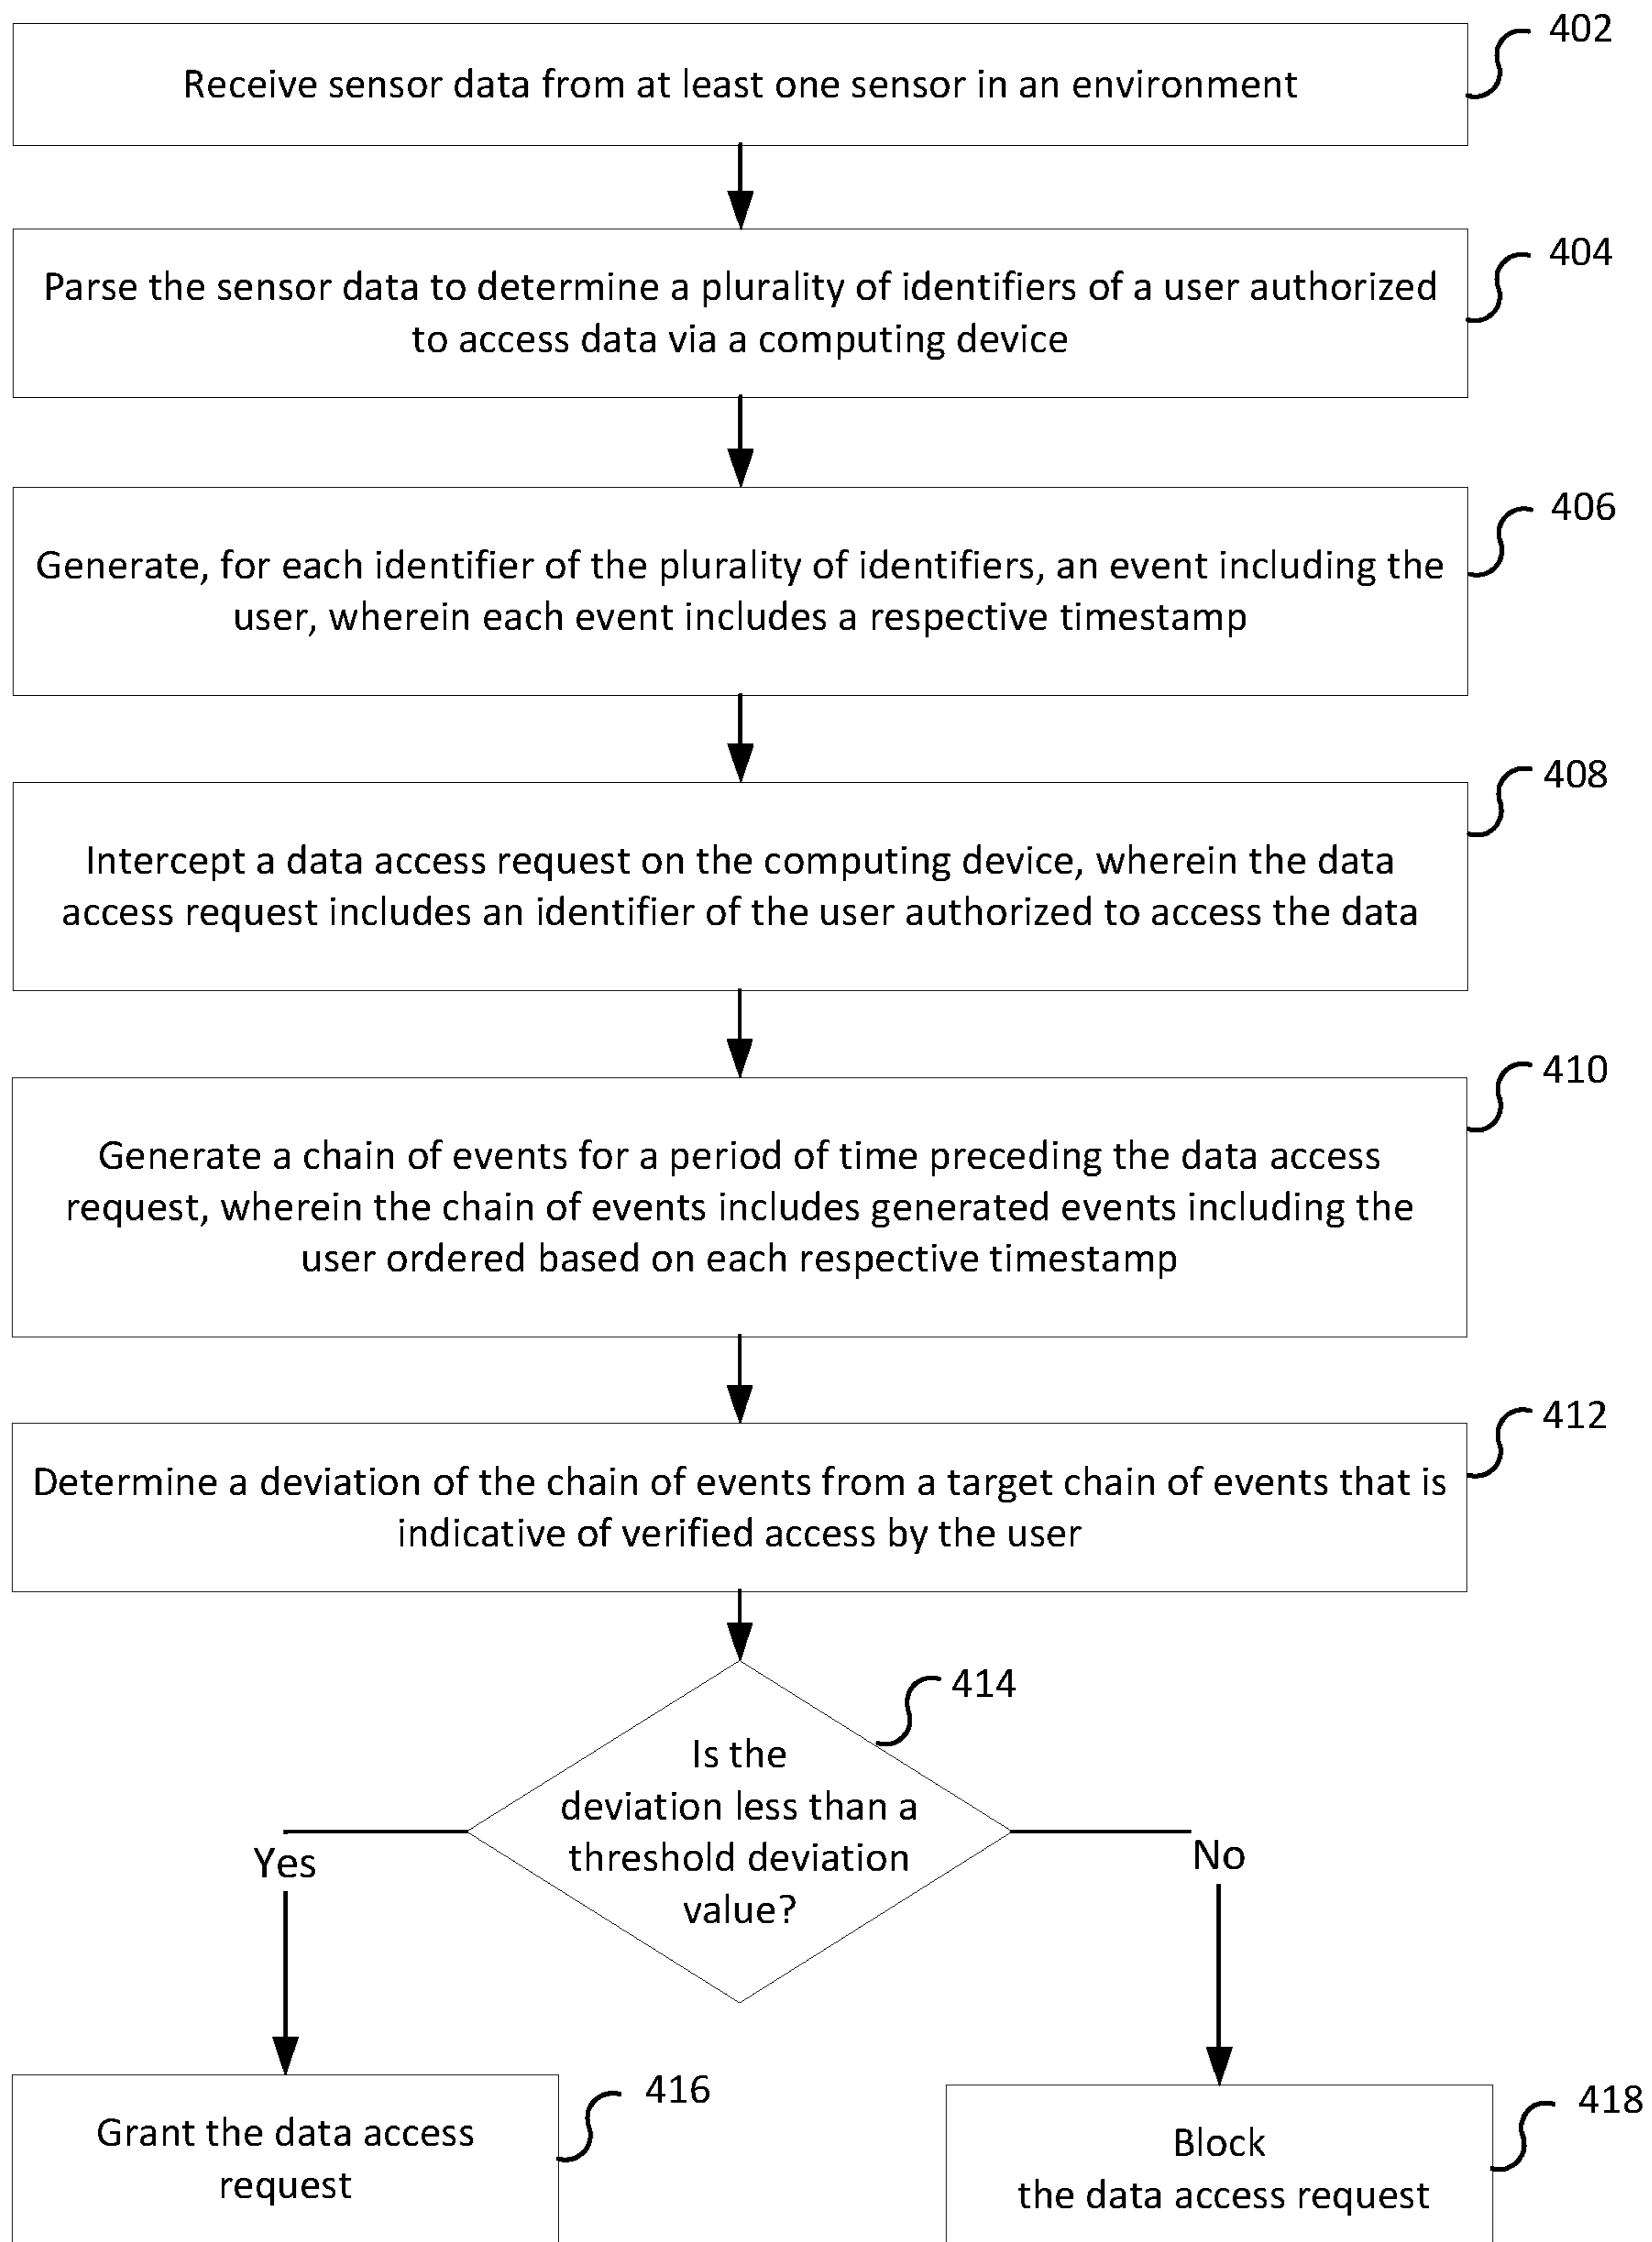 402
Receive sensor data from at least one sensor in an environment
404
Parse the sensor data to determine a plurality of identifiers of a user authorized
to access data via a computing device
406
Generate, for each identifier of the plurality of identifiers, an event including the
user, wherein each event includes a respective timestamp
408
Intercept a data access request on the computing device, wherein the data
access request includes an identifier of the user authorized to access the data
410
Generate a chain of events for a period of time preceding the data access
request, wherein the chain of events includes generated events including the
user ordered based on each respective timestamp
412
Determine a deviation of the chain of events from a target chain of events that is
indicative of verified access by the user
414
Is the
deviation less than a
threshold deviation
value?
Yes
No
416
Grant the data access
request
418
Block
the data access request